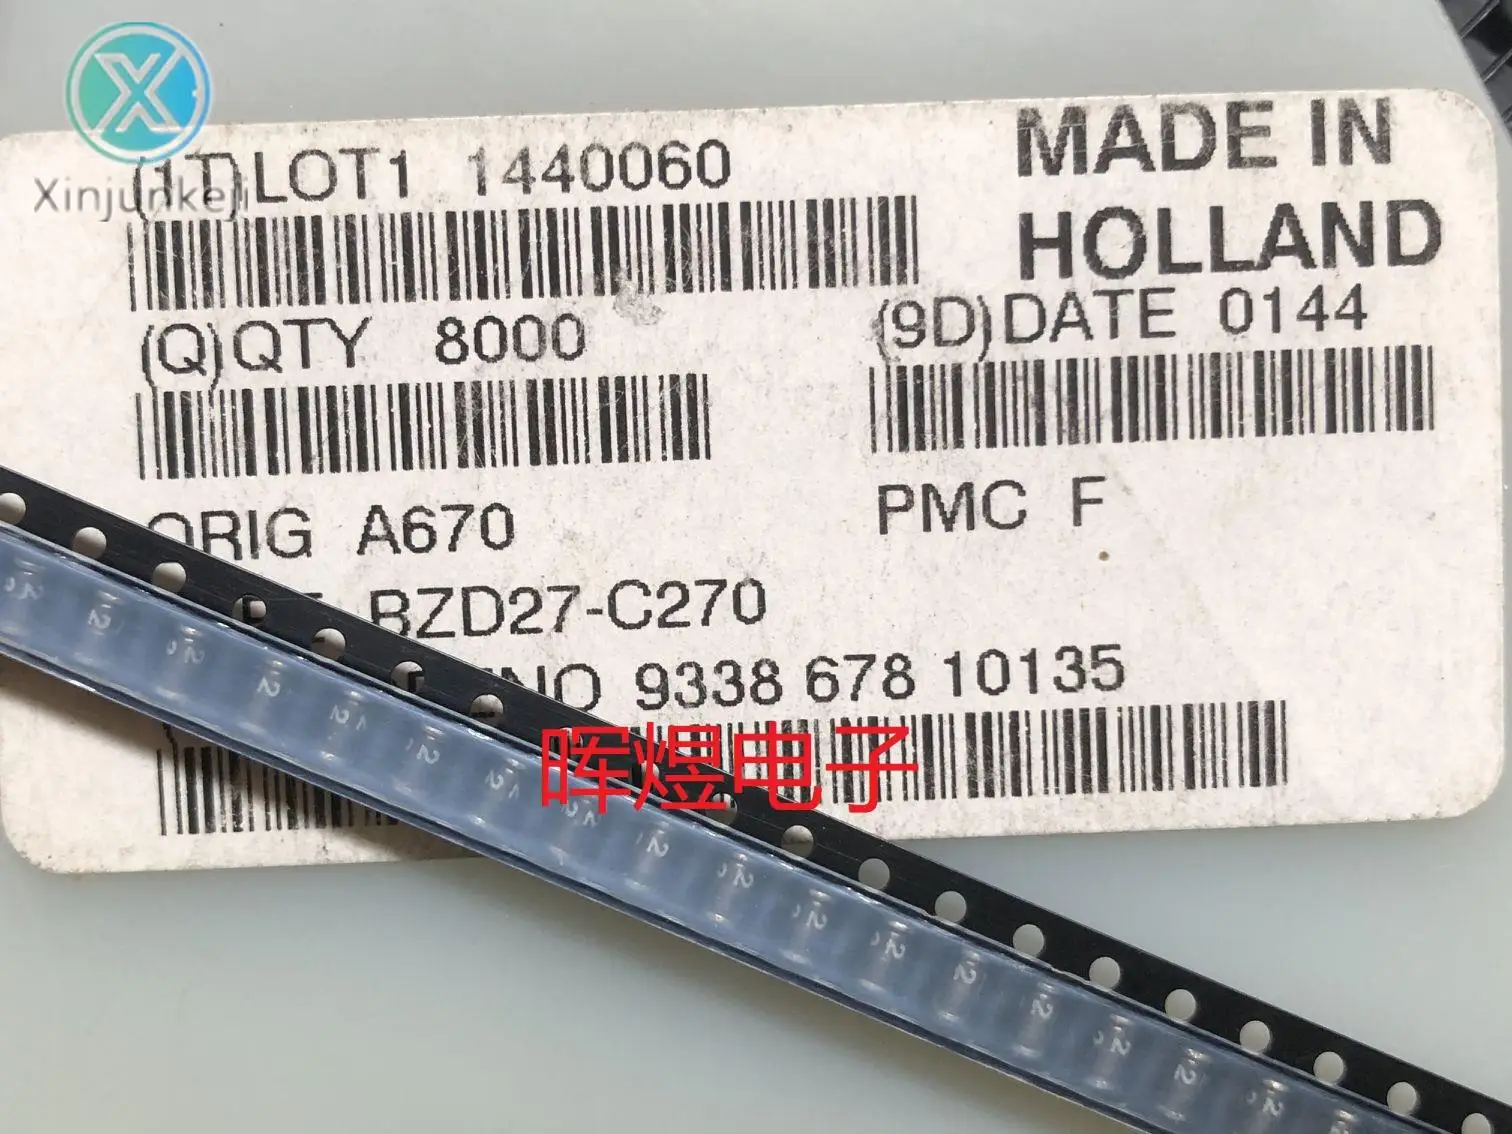 Xinjunkeji
(1T)LOT1 1440060
MADE IN
HOLLAND
(Q)QTY 8000
(9D)DATE 0144
ORIG A670
PMC F
BZD27-C270
9338 678 10135
晖煜电子